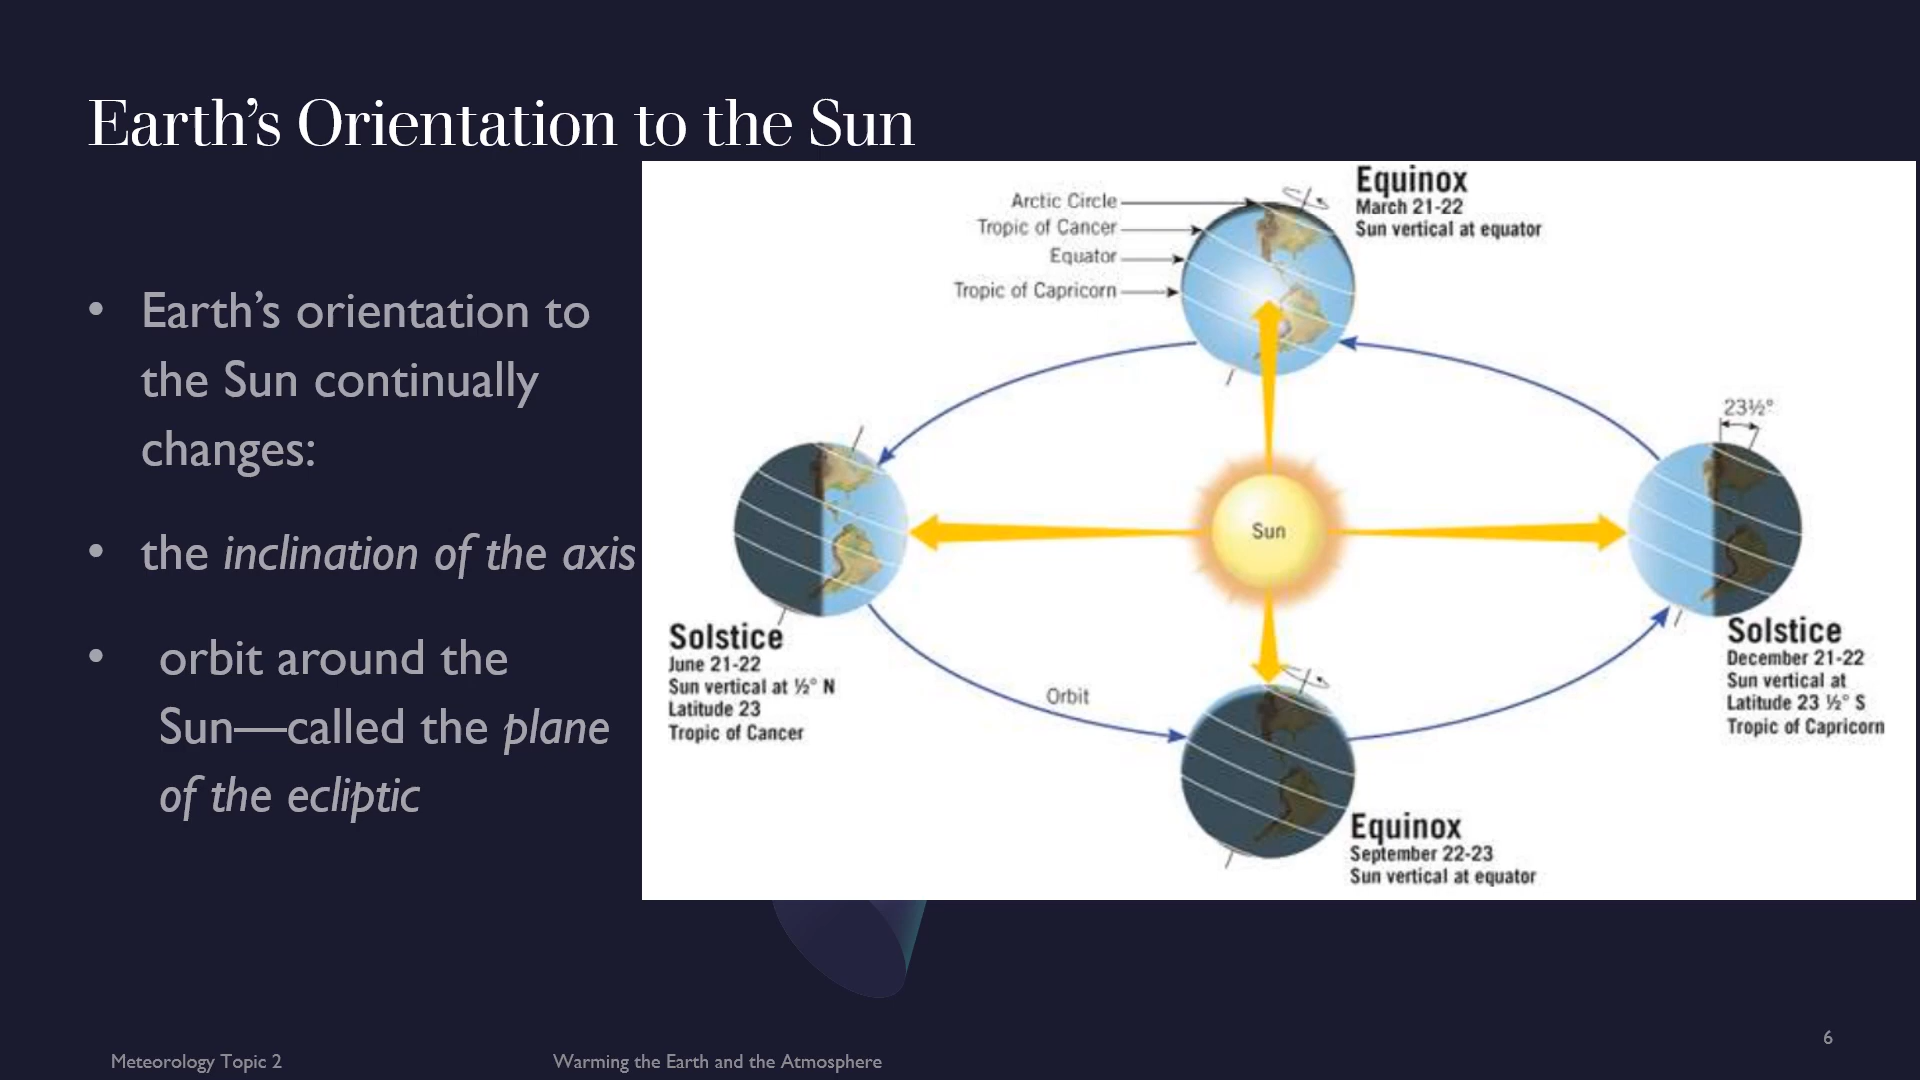 Earth’s Orientation to the Sun
• Earth’s orientation to
the Sun continually
changes:
• the inclination of the axis
• orbit around the
Sun—called the plane
of the ecliptic
Equinox
March 21-22
Sun vertical at equator
Arctic Circle
Tropic of Cancer
Equator
Tropic of Capricorn
23½°
Sun
Solstice
June 21-22
Sun vertical at ½° N
Latitude 23
Tropic of Cancer
Orbit
Solstice
December 21-22
Sun vertical at
Latitude 23 ½° S
Tropic of Capricorn
Equinox
September 22-23
Sun vertical at equator
6
Meteorology Topic 2
Warming the Earth and the Atmosphere